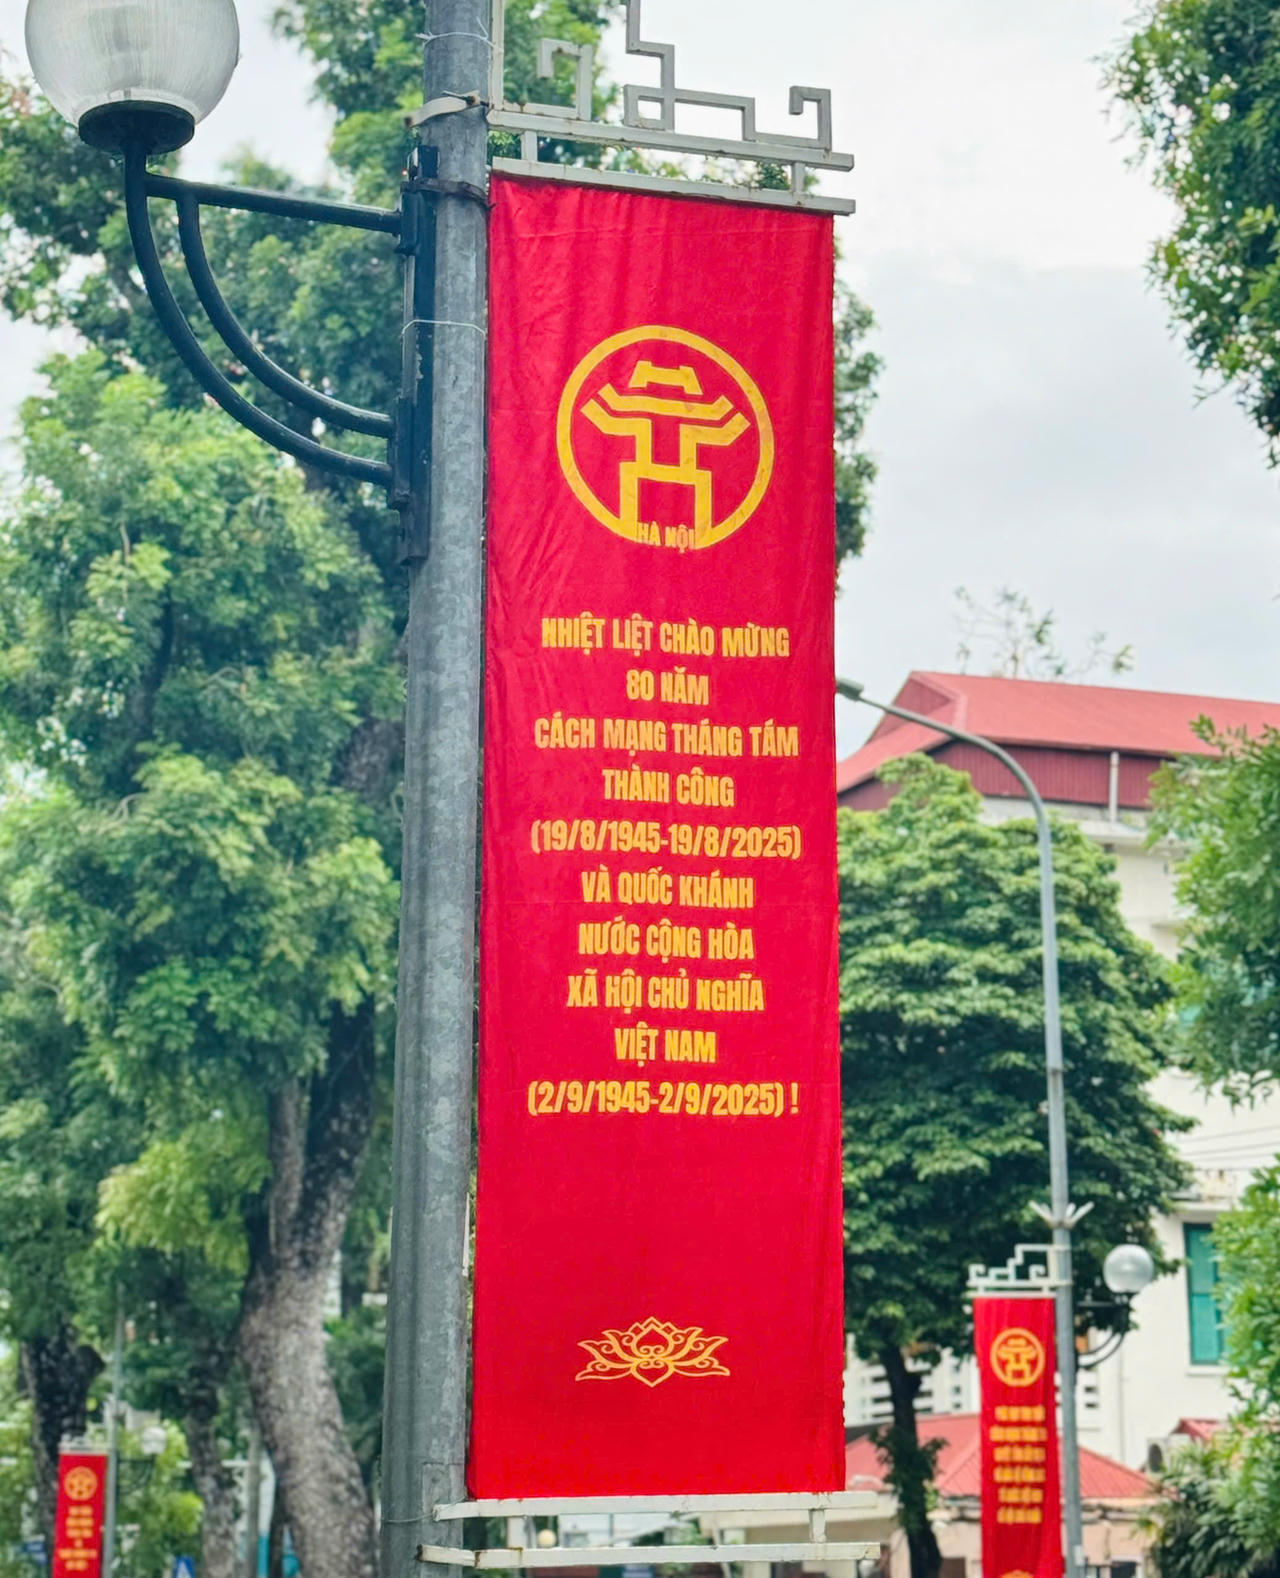 HÀ NỘI
NHIỆT LIỆT CHÀO MỪNG
80 NĂM
CÁCH MẠNG THÁNG TÁM
THÀNH CÔNG
(19/8/1945-19/8/2025)
VÀ QUỐC KHÁNH
NƯỚC CỘNG HÒA
XÃ HỘI CHỦ NGHĨA
VIỆT NAM
(2/9/1945-2/9/2025) !